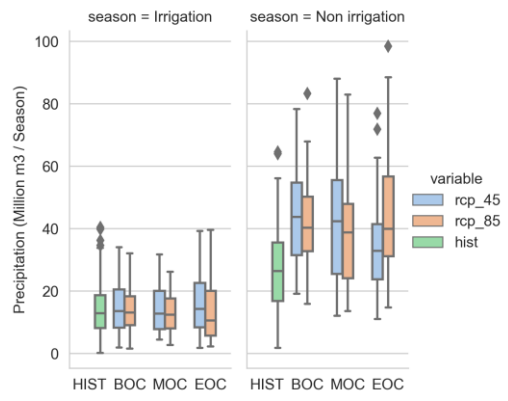 season = Irrigation
season = Non irrigation
Precipitation (Million m3 / Season)
100
80
60
40
20
0
HIST BOC MOC EOC
HIST BOC MOC EOC
variable
rcp_45
rcp_85
hist